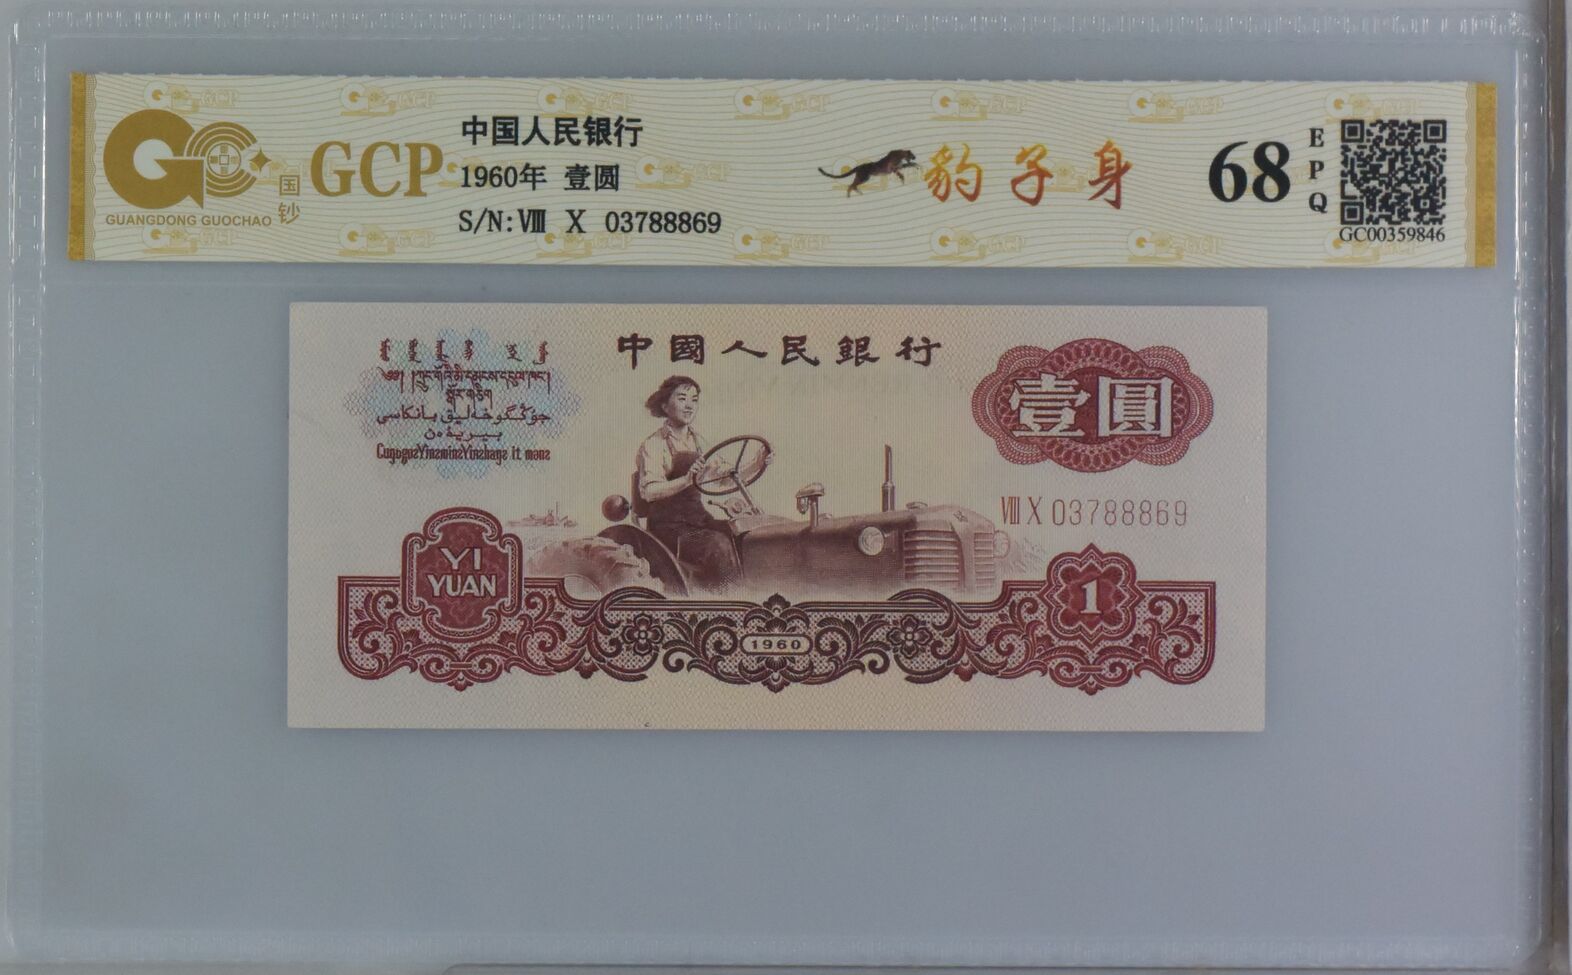 GCP
国钞
GUANGDONG GUOCHAO
中国人民银行
1960年 壹圆
S/N: Ⅷ X 03788869
豹子身
68
EPQ
GC00359846
中國人民銀行
壹圓
Ⅷ X 03788869
YI
YUAN
1960
1